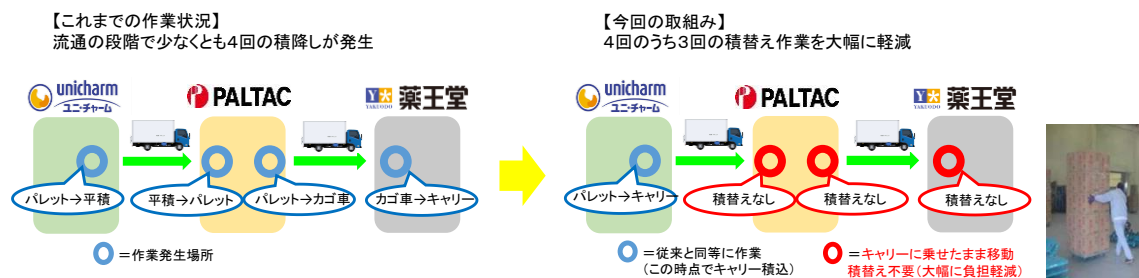 【これまでの作業状況】
流通の段階で少なくとも４回の積降しが発生
unicharm
ユニ・チャーム
PALTAC
YAKUODO
薬王堂
パレット→平積
平積→パレット
パレット→カゴ車
カゴ車→キャリー
＝作業発生場所
【今回の取組み】
４回のうち３回の積替え作業を大幅に軽減
unicharm
ユニ・チャーム
PALTAC
YAKUODO
薬王堂
パレット→キャリー
積替えなし
積替えなし
積替えなし
＝従来と同等に作業
（この時点でキャリー積込）
＝キャリーに乗せたまま移動
積替え不要（大幅に負担軽減）